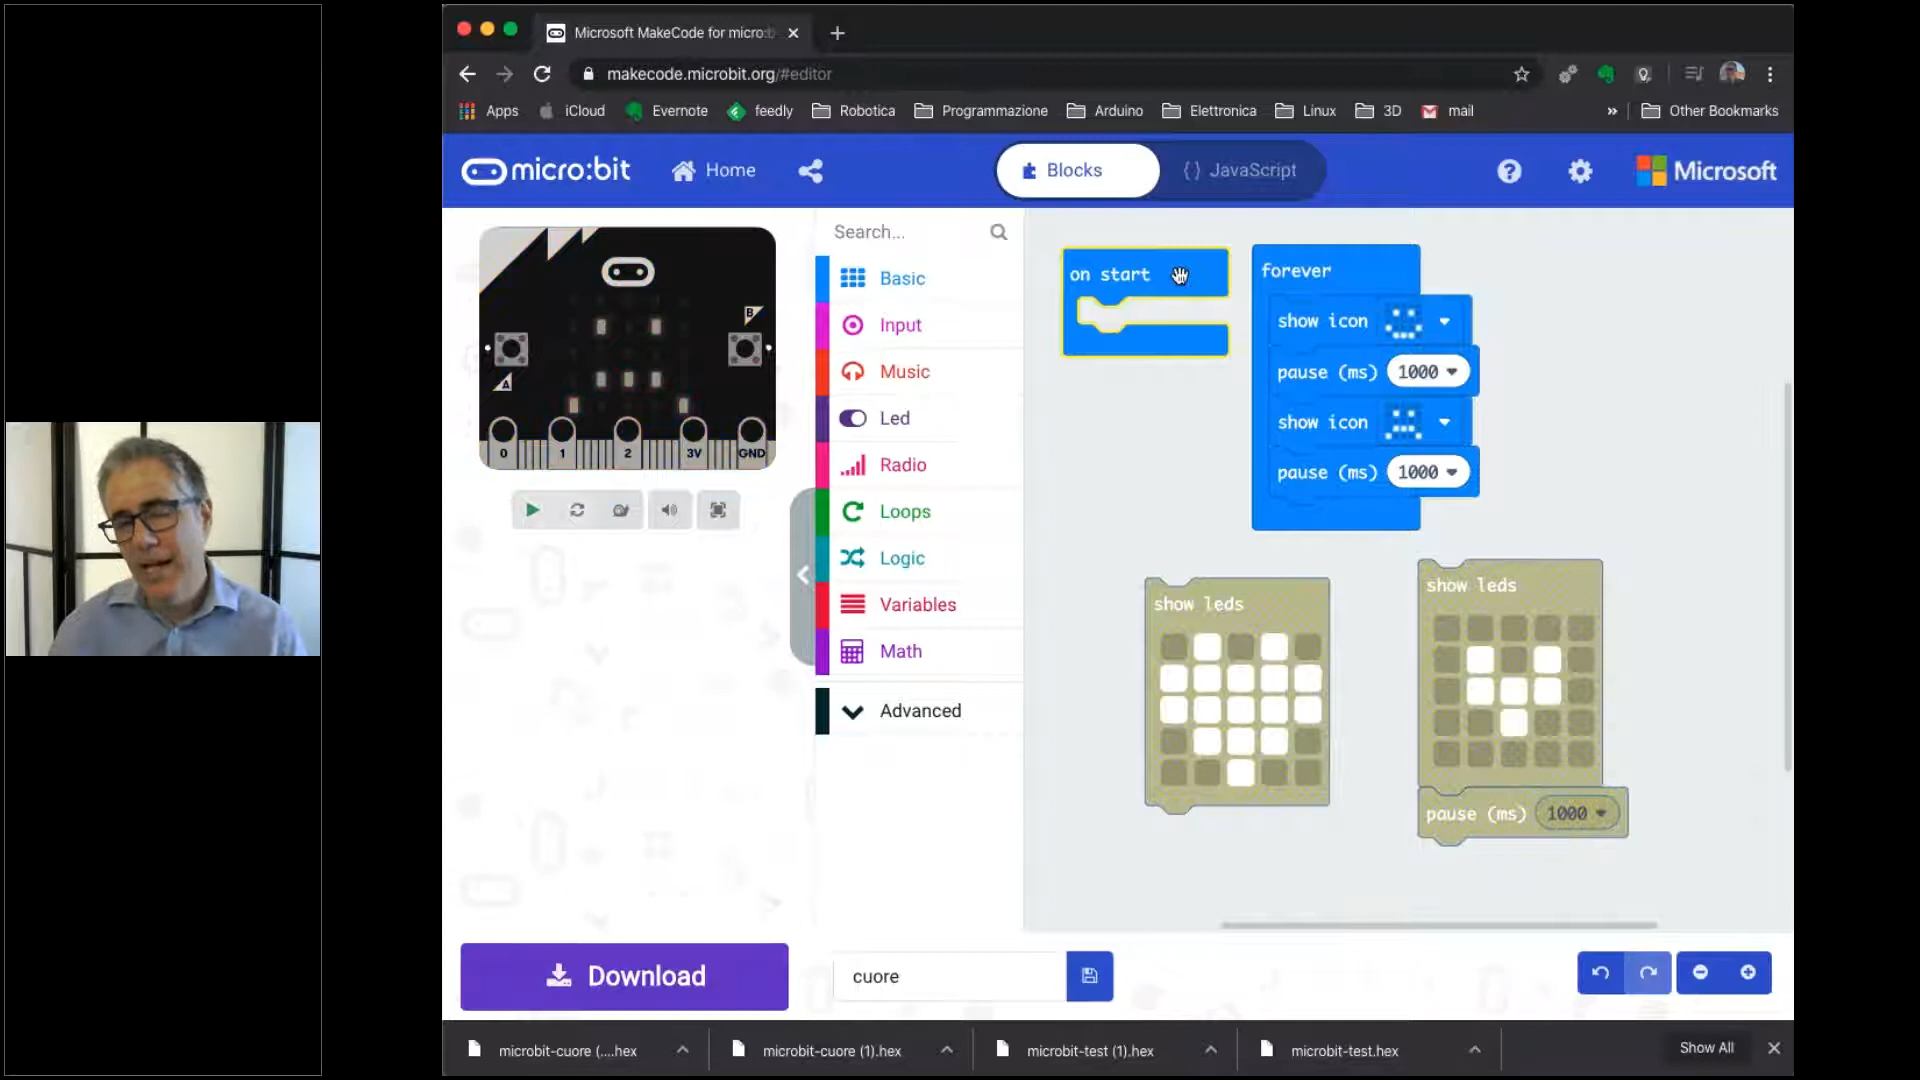 Microsoft MakeCode for micro:b
makecode.microbit.org/#editor
Apps
iCloud
Evernote
feedly
Robotica
Programmazione
Arduino
Elettronica
Linux
3D
mail
»
Other Bookmarks
micro:bit
Home
Blocks
{} JavaScript
Microsoft
Search...
Basic
Input
Music
Led
Radio
Loops
Logic
Variables
Math
Advanced
B
A
0
1
2
3V
GND
on start
forever
show icon
pause (ms) 1000
show icon
pause (ms) 1000
show leds
show leds
pause (ms) 1000
Download
cuore
microbit-cuore (....hex
microbit-cuore (1).hex
microbit-test (1).hex
microbit-test.hex
Show All